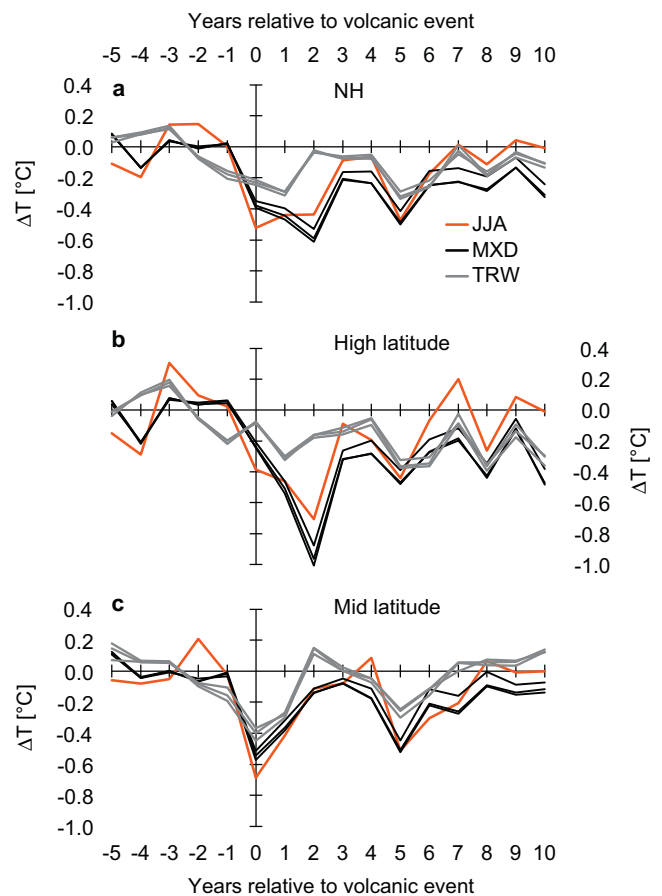 Years relative to volcanic event
-5 -4 -3 -2 -1 0 1 2 3 4 5 6 7 8 9 10
a
NH
0.4
0.2
0.0
-0.2
-0.4
-0.6
-0.8
-1.0
ΔT [°C]
JJA
MXD
TRW
b
High latitude
0.4
0.2
0.0
-0.2
-0.4
-0.6
-0.8
-1.0
ΔT [°C]
c
Mid latitude
0.4
0.2
0.0
-0.2
-0.4
-0.6
-0.8
-1.0
ΔT [°C]
-5 -4 -3 -2 -1 0 1 2 3 4 5 6 7 8 9 10
Years relative to volcanic event